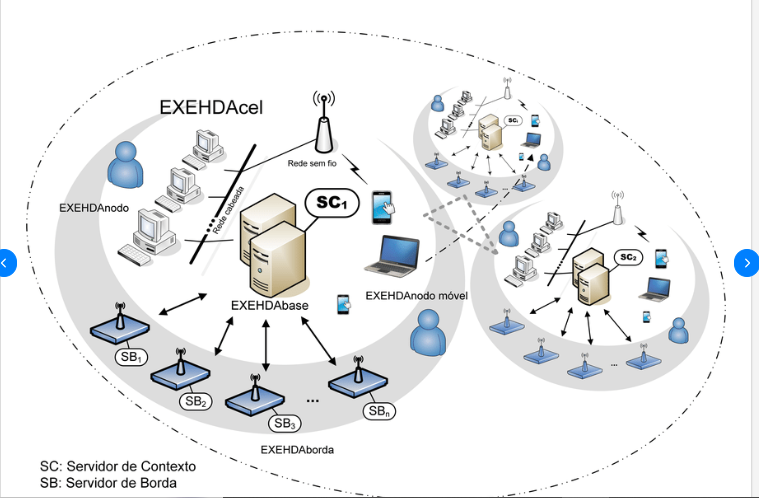 EXEHDAcel
SCᵢ
Rede sem fio
EXEHDAnodo
Rede cabeada
SC₁
SC₂
EXEHDAbase
EXEHDAnodo móvel
SB₁
SB₂
SB₃
...
SBₙ
...
EXEHDAborda
SC: Servidor de Contexto
SB: Servidor de Borda